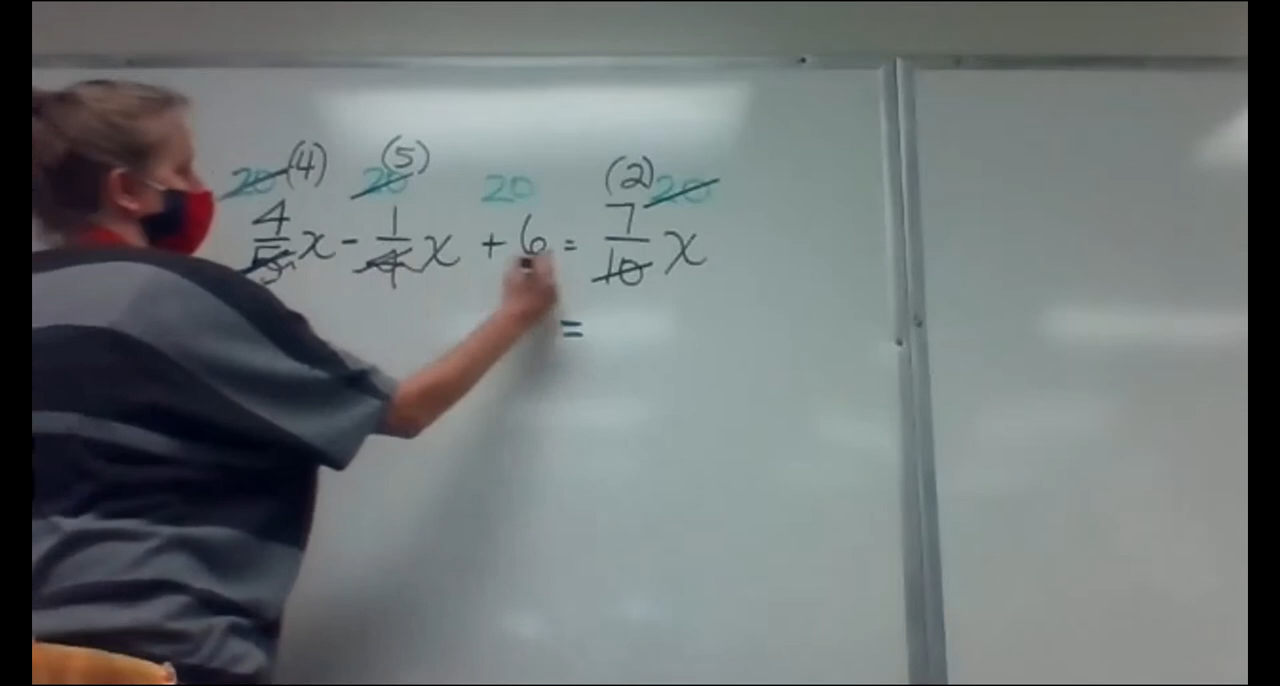 20 (4) 20 (5) 20 (2) 20
4/5 x - 1/4 x + 6 = 7/10 x
=